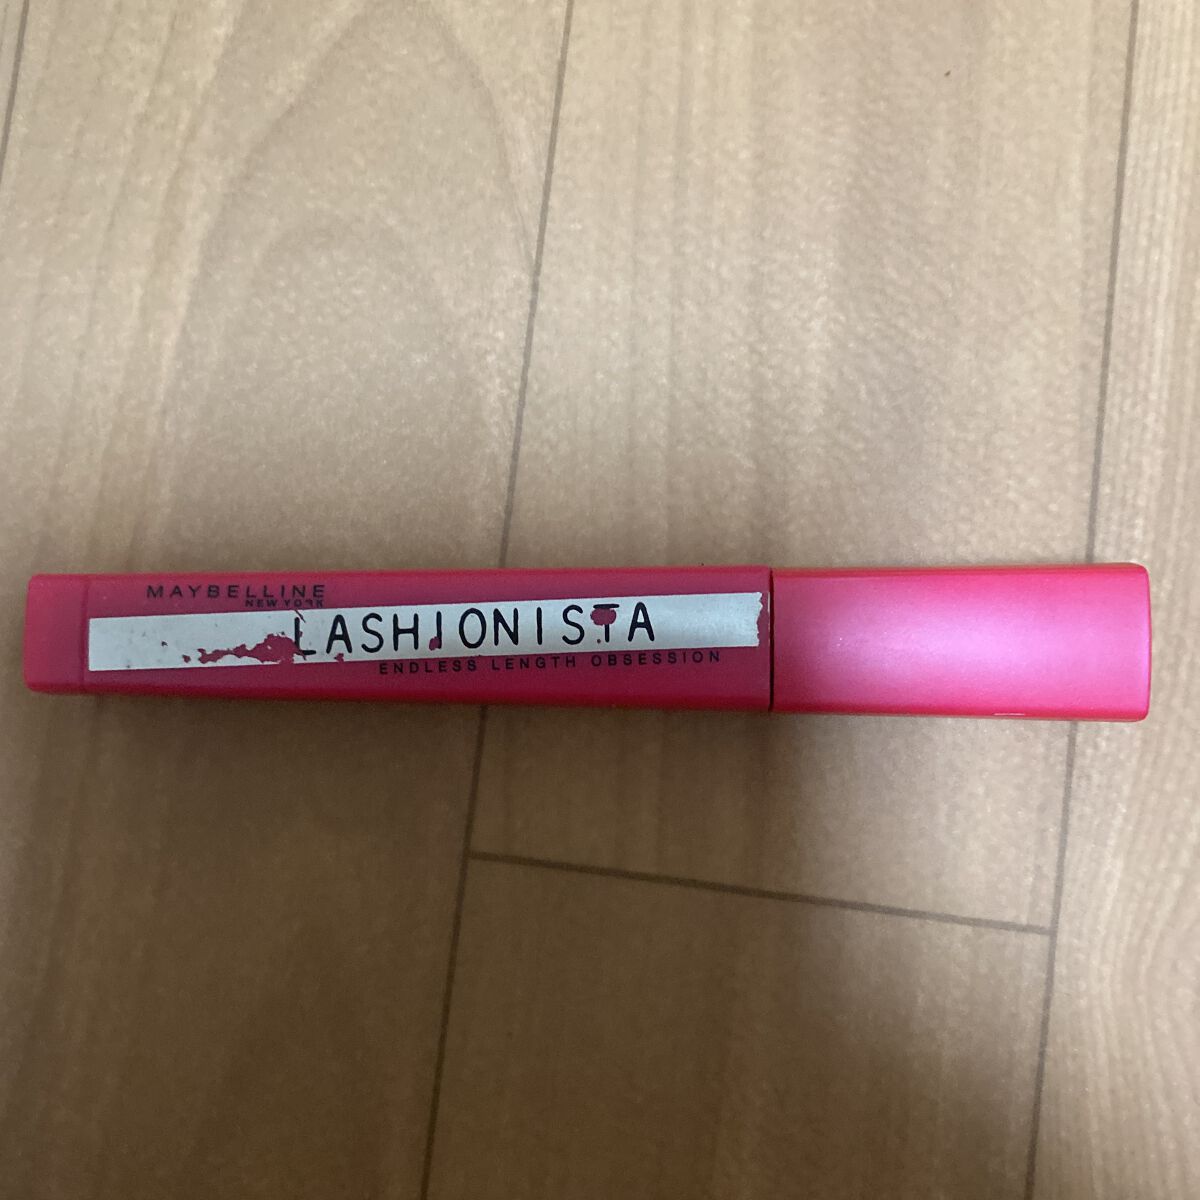 MAYBELLINE
NEW YORK
LASHIONISTA
ENDLESS LENGTH OBSESSION